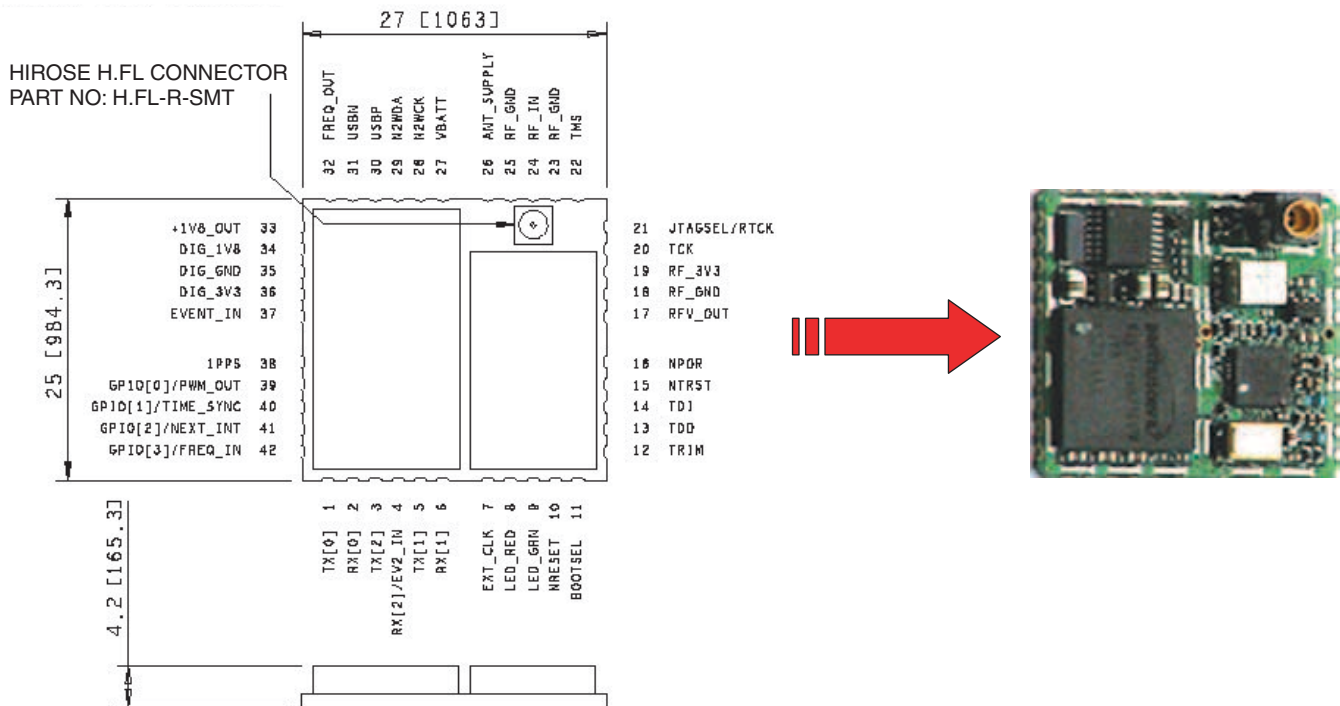 27 [1063]
HIROSE H.FL CONNECTOR
PART NO: H.FL-R-SMT
32 FREQ_OUT
31 USBN
30 USBP
29 N2WDA
28 N2WCK
27 VBATT
26 ANT_SUPPLY
25 RF_GND
24 RF_IN
23 RF_GND
22 TMS
25 [984.3]
+1V8_OUT 33
DIG_1V8 34
DIG_GND 35
DIG_3V3 36
EVENT_IN 37
1PPS 38
GPIO[0]/PWM_OUT 39
GPIO[1]/TIME_SYNC 40
GPIO[2]/NEXT_INT 41
GPIO[3]/FREQ_IN 42
21 JTAGSEL/RTCK
20 TCK
19 RF_3V3
18 RF_GND
17 RFV_OUT
16 NPOR
15 NTRST
14 TDI
13 TDO
12 TRIM
4.2 [165.3]
TX[0] 1
RX[0] 2
TX[2] 3
RX[2]/EV2_IN 4
TX[1] 5
RX[1] 6
EXT_CLK 7
LED_RED 8
LED_GRN 9
NRESET 10
BOOTSEL 11